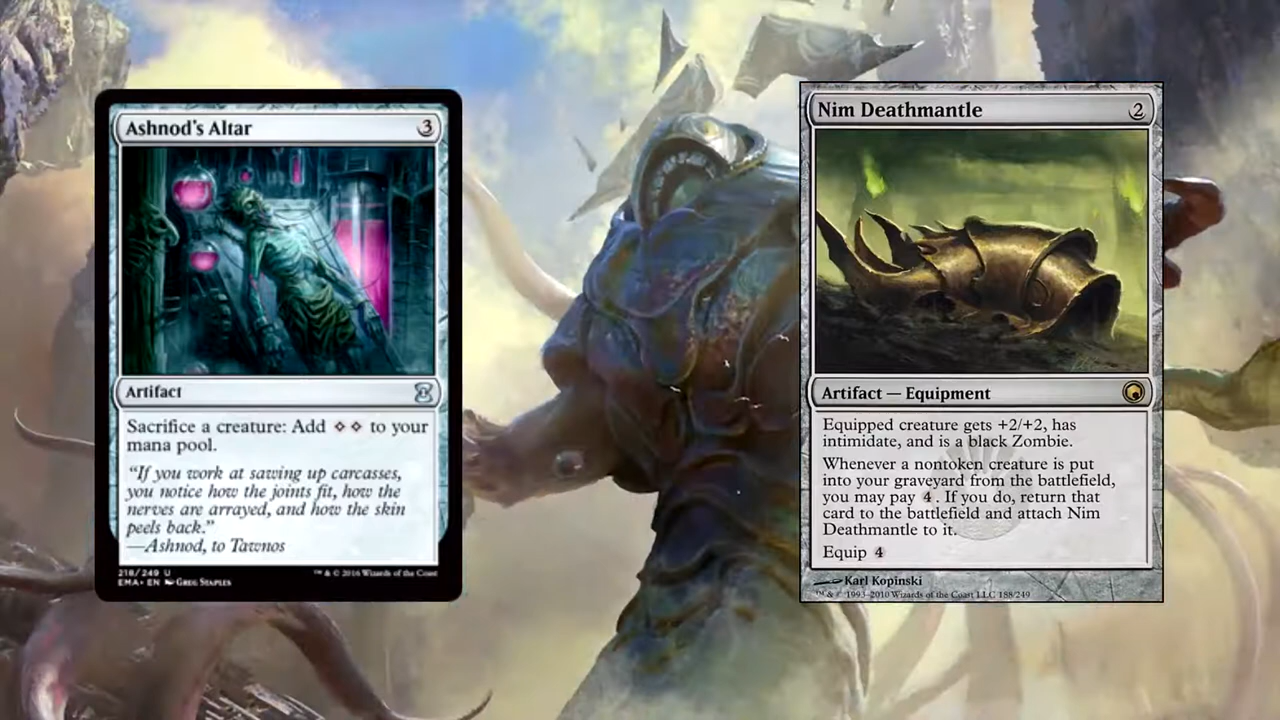 Ashnod's Altar 3
Artifact
Sacrifice a creature: Add to your
mana pool.
"If you work at sawing up carcasses,
you notice how the joints fit, how the
nerves are arrayed, and how the skin
peels back."
—Ashnod, to Tawnos
218/249 U
EMA • EN Greg Staples
™ & © 2016 Wizards of the Coast
Nim Deathmantle 2
Artifact — Equipment
Equipped creature gets +2/+2, has
intimidate, and is a black Zombie.
Whenever a nontoken creature is put
into your graveyard from the battlefield,
you may pay 4. If you do, return that
card to the battlefield and attach Nim
Deathmantle to it.
Equip 4
Karl Kopinski
™ & © 1993–2010 Wizards of the Coast LLC 188/249